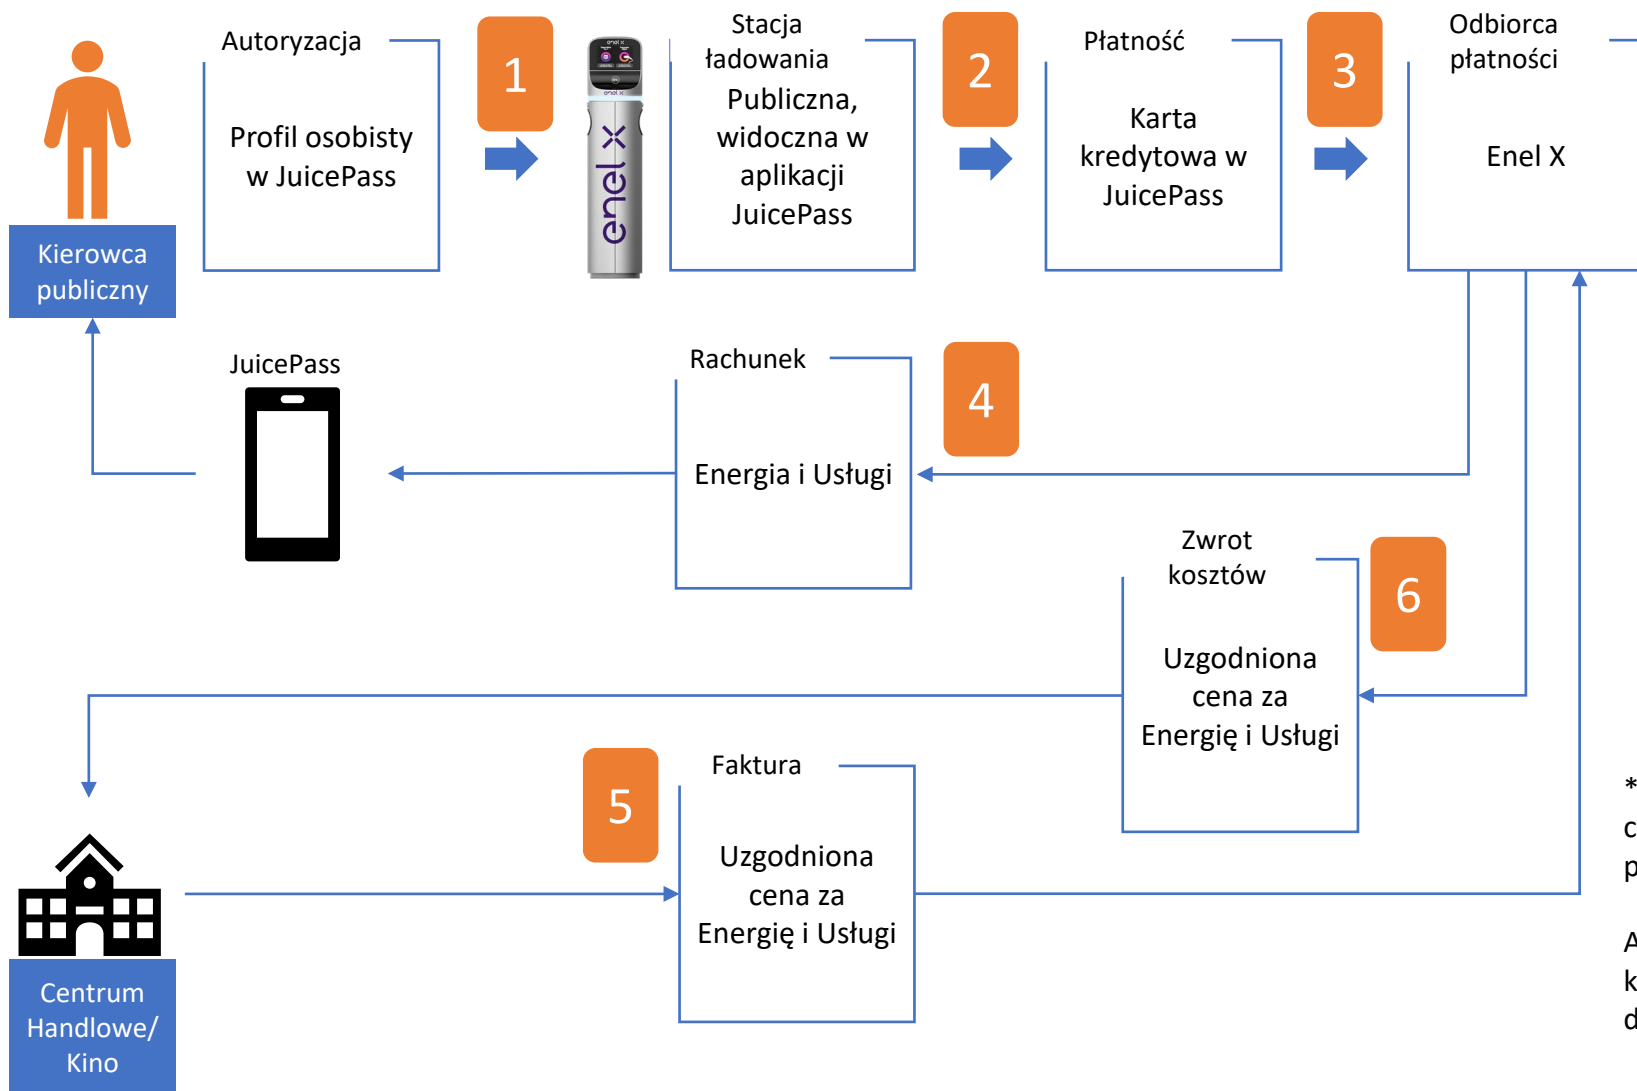 Autoryzacja
Profil osobisty
w JuicePass
1
enel x
enel x
enel x
Stacja
ładowania
Publiczna,
widoczna w
aplikacji
JuicePass
2
Płatność
Karta
kredytowa w
JuicePass
3
Odbiorca
płatności
Enel X
Kierowca
publiczny
JuicePass
Rachunek
Energia i Usługi
4
Zwrot
kosztów
Uzgodniona
cena za
Energię i Usługi
6
5
Faktura
Uzgodniona
cena za
Energię i Usługi
Centrum
Handlowe/
Kino
*
c
p
A
k
d